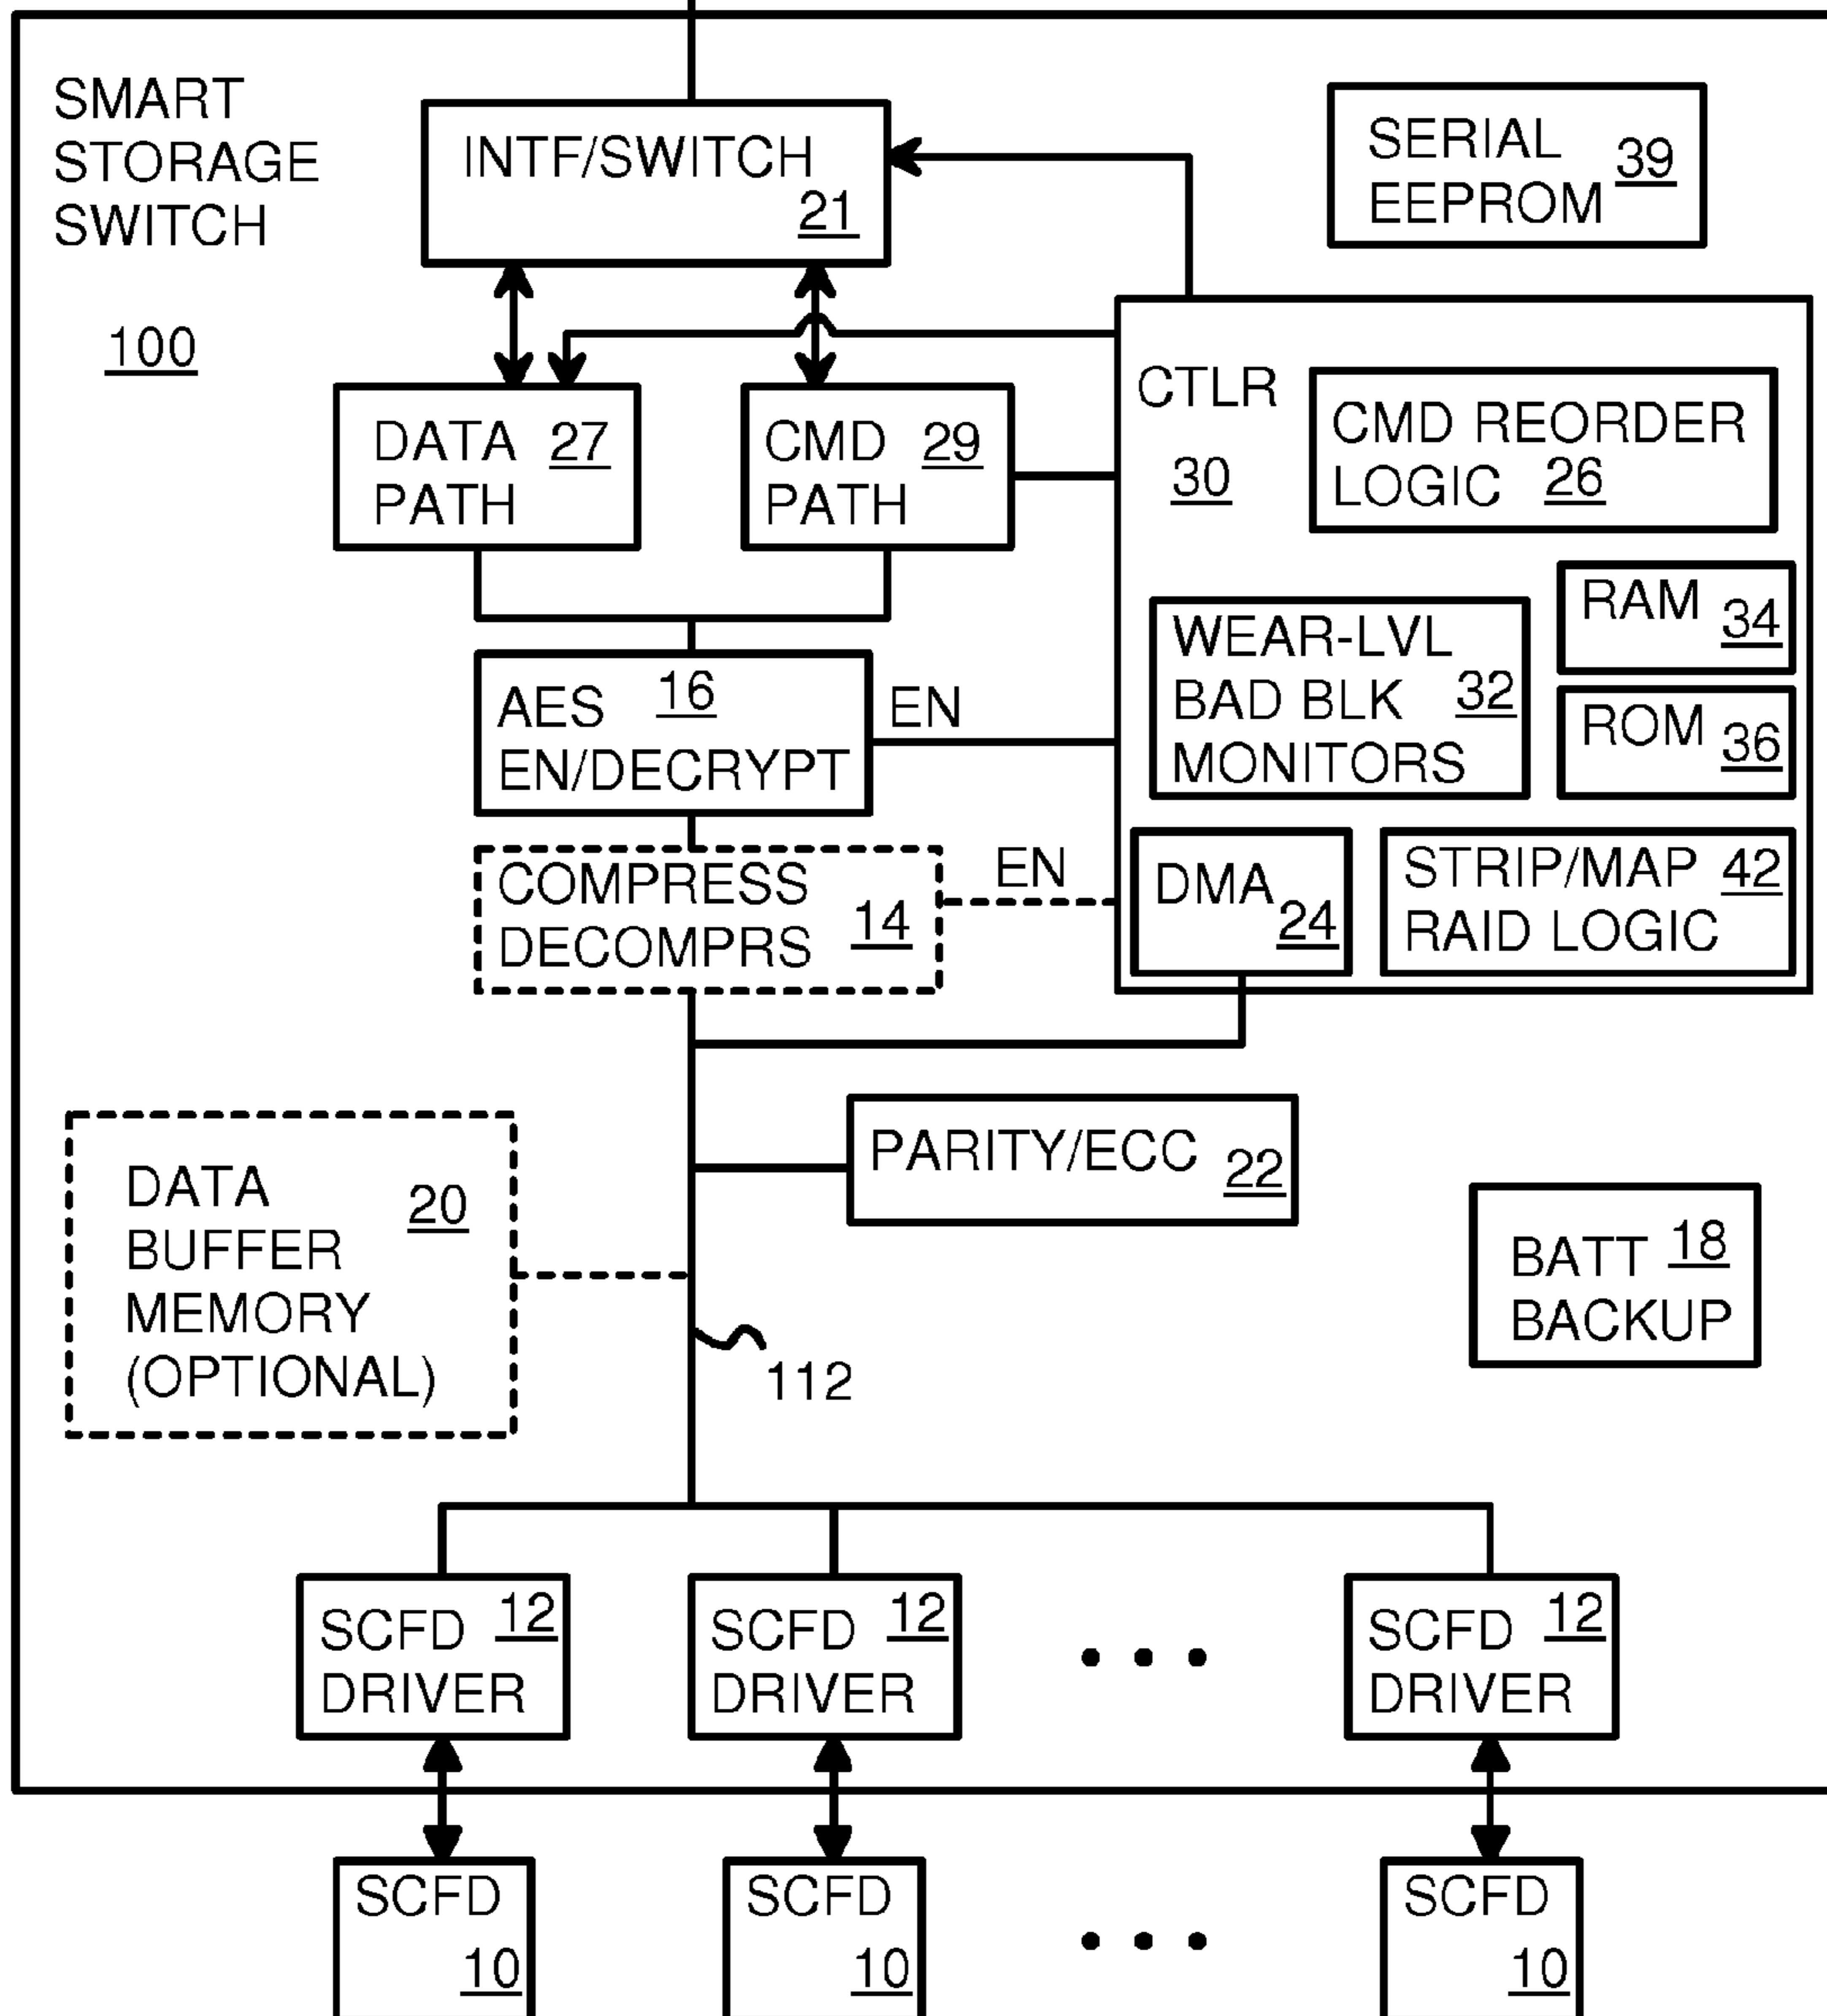 SMART
STORAGE
SWITCH
100
INTF/SWITCH
21
SERIAL
EEPROM
39
DATA
PATH
27
CMD
PATH
29
CTLR
30
CMD REORDER
LOGIC 26
WEAR-LVL
BAD BLK
MONITORS
32
RAM 34
ROM 36
AES 16
EN/DECRYPT
EN
COMPRESS
DECOMPRS
14
EN
DMA
24
STRIP/MAP
RAID LOGIC
42
PARITY/ECC 22
DATA
BUFFER
MEMORY
(OPTIONAL)
20
BATT
BACKUP
18
112
SCFD
DRIVER
12
SCFD
DRIVER
12
SCFD
DRIVER
12
SCFD
10
SCFD
10
SCFD
10